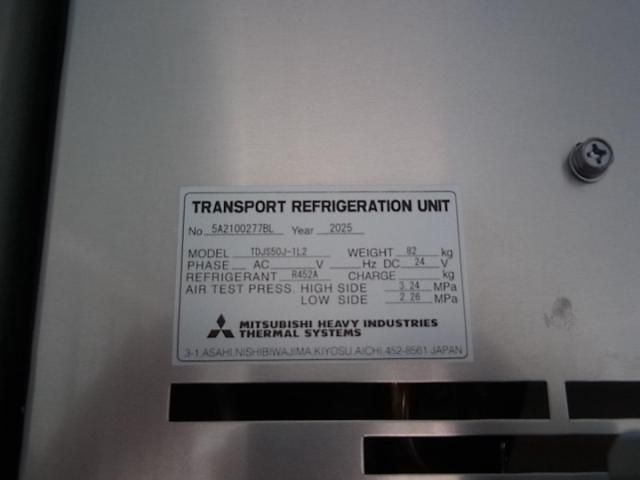 TRANSPORT REFRIGERATION UNIT
No 5A2100277BL Year 2025
MODEL TDJS50J-1L2 WEIGHT 82 kg
PHASE AC V Hz DC 24 V
REFRIGERANT R452A CHARGE kg
AIR TEST PRESS. HIGH SIDE 3.24 MPa
LOW SIDE 2.26 MPa
MITSUBISHI HEAVY INDUSTRIES
THERMAL SYSTEMS
3-1,ASAHI,NISHIBIWAJIMA,KIYOSU,AICHI,452-8561 JAPAN